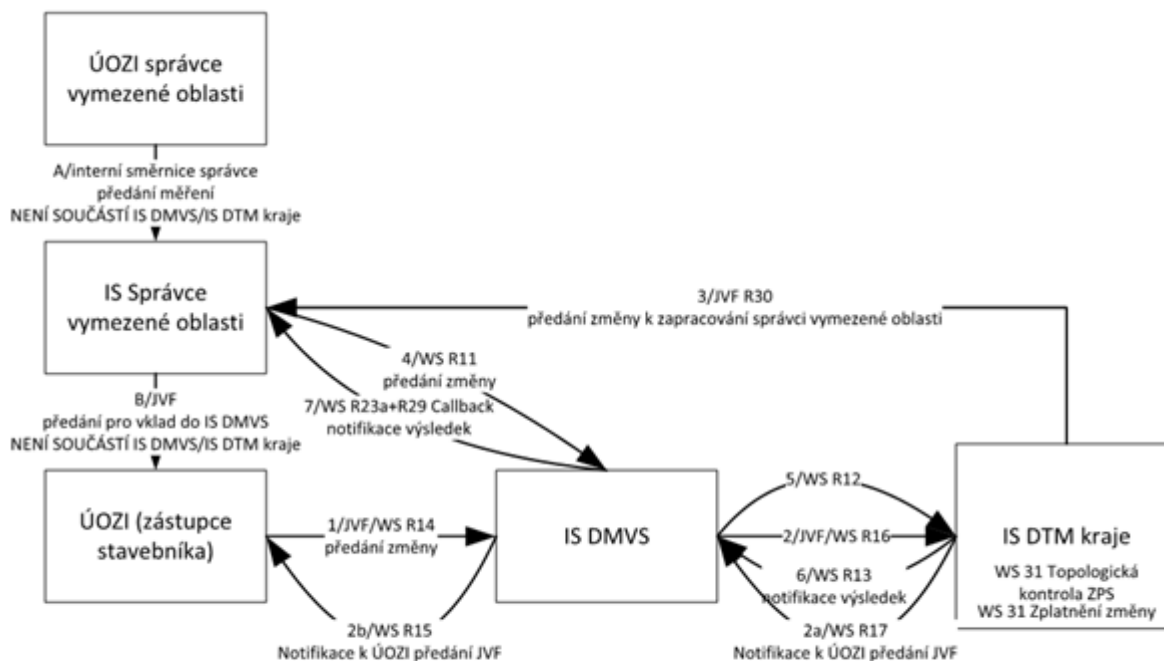 ÚOZI správce
vymezené oblasti
A/interní směrnice správce
předání měření
NENÍ SOUČÁSTÍ IS DMVS/IS DTM kraje
IS Správce
vymezené oblasti
3/JVF R30
předání změny k zapracování správci vymezené oblasti
4/WS R11
předání změny
7/WS R23a+R29 Callback
notifikace výsledek
B/JVF
předání pro vklad do IS DMVS
NENÍ SOUČÁSTÍ IS DMVS/IS DTM kraje
ÚOZI (zástupce
stavebníka)
1/JVF/WS R14
předání změny
2b/WS R15
Notifikace k ÚOZI předání JVF
IS DMVS
5/WS R12
2/JVF/WS R16
6/WS R13
notifikace výsledek
2a/WS R17
Notifikace k ÚOZI předání JVF
IS DTM kraje
WS 31 Topologická
kontrola ZPS
WS 31 Zplatnění změny